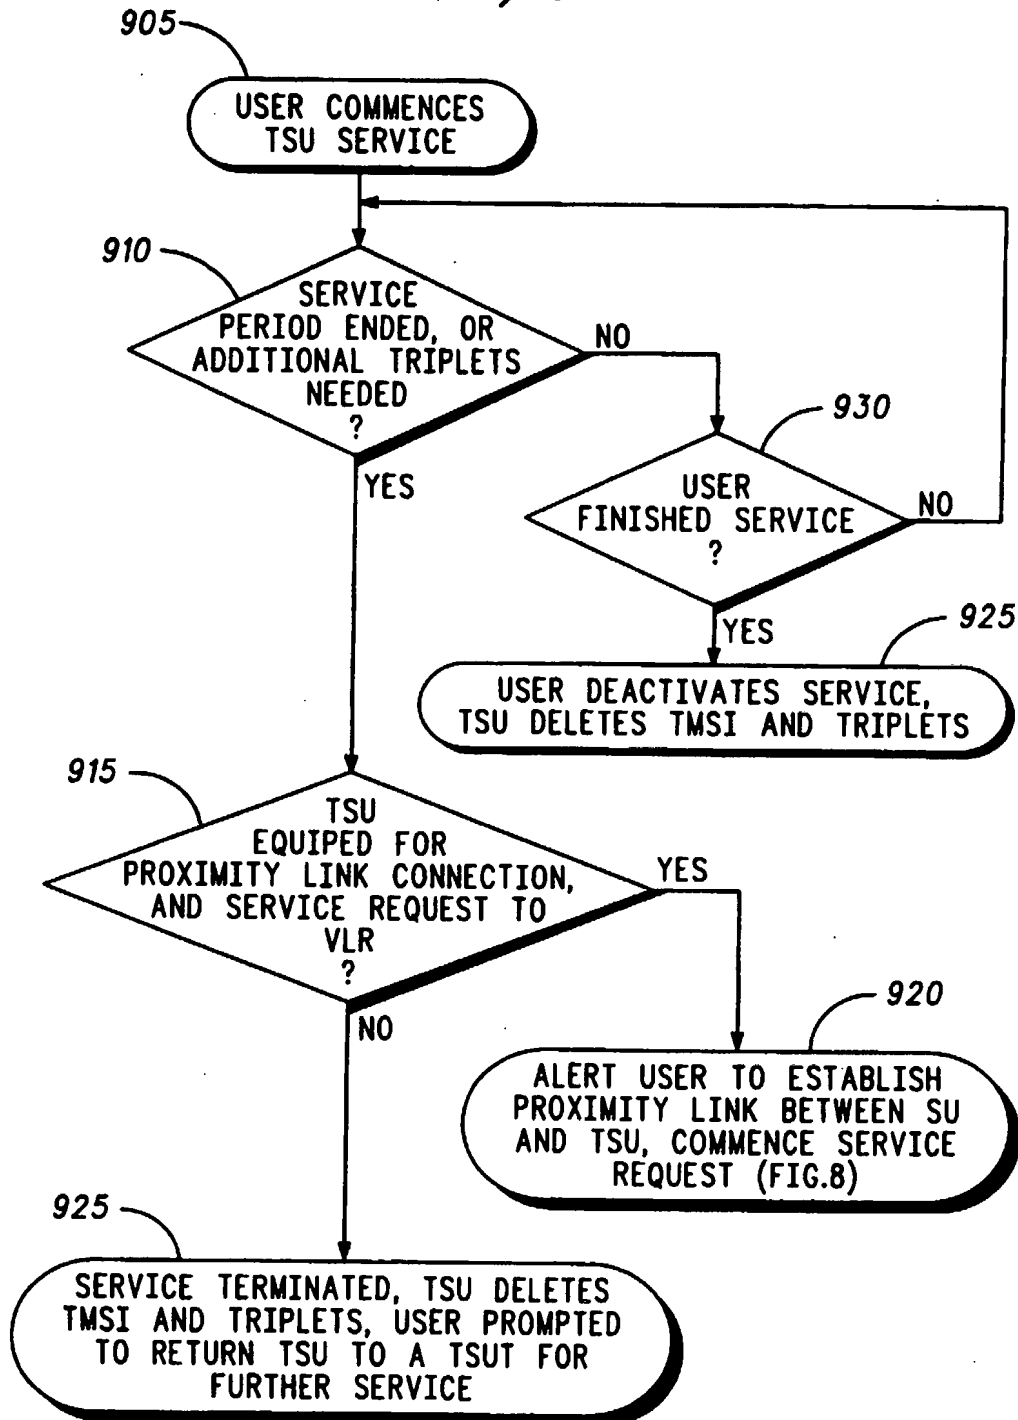 905
USER COMMENCES
TSU SERVICE
910
SERVICE
PERIOD ENDED, OR
ADDITIONAL TRIPLETS
NEEDED
?
NO
YES
930
USER
FINISHED SERVICE
?
NO
YES
925
USER DEACTIVATES SERVICE,
TSU DELETES TMSI AND TRIPLETS
915
TSU
EQUIPED FOR
PROXIMITY LINK CONNECTION,
AND SERVICE REQUEST TO
VLR
?
YES
NO
920
ALERT USER TO ESTABLISH
PROXIMITY LINK BETWEEN SU
AND TSU, COMMENCE SERVICE
REQUEST (FIG.8)
925
SERVICE TERMINATED, TSU DELETES
TMSI AND TRIPLETS, USER PROMPTED
TO RETURN TSU TO A TSUT FOR
FURTHER SERVICE